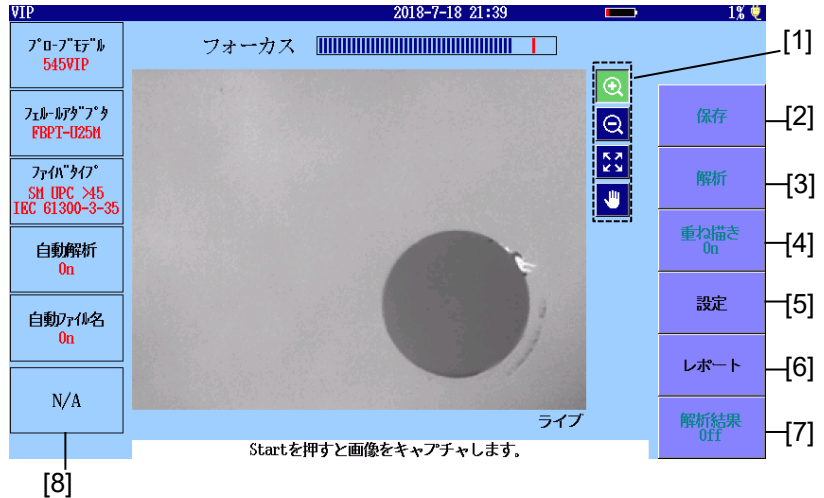 VIP 2018-7-18 21:39 1%
プローブモデル
545VIP
フェルールアダプタ
FBPT-U25M
ファイバタイプ
SM UPC >45
IEC 61300-3-35
自動解析
On
自動ファイル名
On
N/A
[8]
フォーカス
ライブ
Startを押すと画像をキャプチャします。
[1]
保存
[2]
解析
[3]
重ね描き
On
[4]
設定
[5]
レポート
[6]
解析結果
Off
[7]